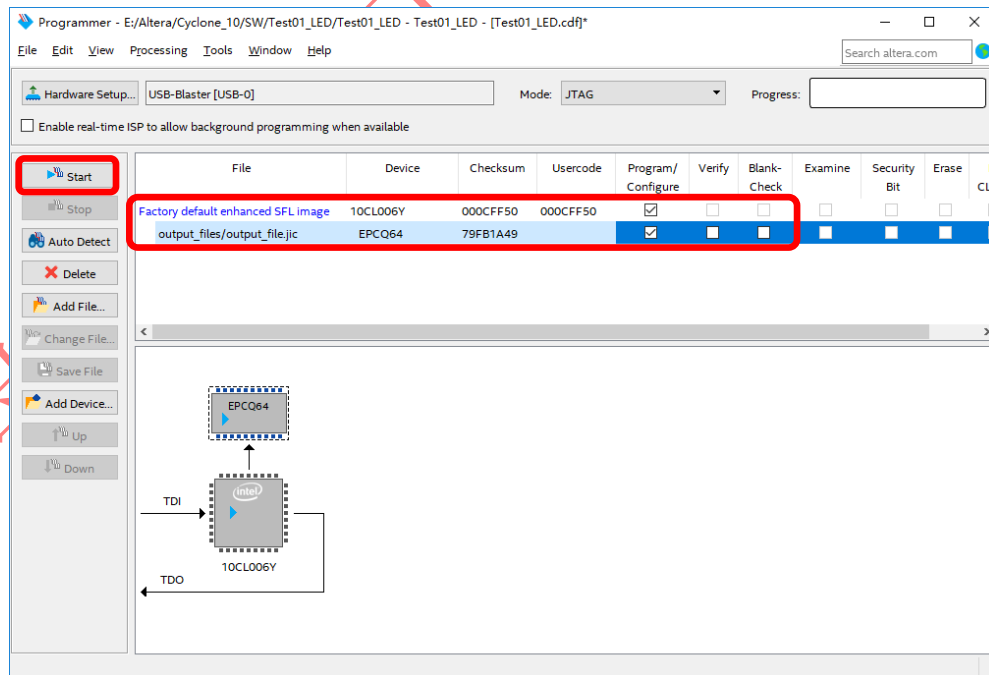 Programmer - E:/Altera/Cyclone_10/SW/Test01_LED/Test01_LED - Test01_LED - [Test01_LED.cdf]*
File Edit View Processing Tools Window Help
Search altera.com
Hardware Setup... USB-Blaster [USB-0] Mode: JTAG Progress:
Enable real-time ISP to allow background programming when available
Start
Stop
Auto Detect
Delete
Add File...
Change File...
Save File
Add Device...
Up
Down
File Device Checksum Usercode Program/ Verify Blank- Examine Security Erase
Configure Check Bit CL
Factory default enhanced SFL image 10CL006Y 000CFF50 000CFF50
output_files/output_file.jic EPCQ64 79FB1A49
EPCQ64
intel
TDI
10CL006Y
TDO